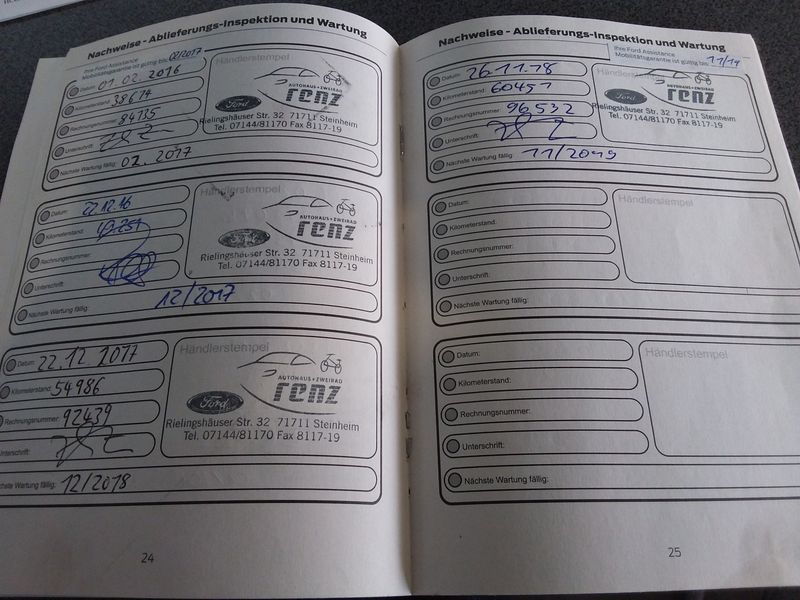 Nachweise - Ablieferungs-Inspektion und Wartung
Ihre Ford Assistance
Mobilitätsgarantie ist gültig bis: 02/2017
Datum: 01.02.2016
Kilometerstand: 38674
Rechnungsnummer: 84135
Unterschrift:
Nächste Wartung fällig: 02.2017
Händlerstempel
AUTOHAUS+ZWEIRAD
Ford renz
Rielingshäuser Str. 32 71711 Steinheim
Tel. 07144/81170 Fax 8117-19
Datum: 22.12.16
Kilometerstand:
Rechnungsnummer:
Unterschrift:
Nächste Wartung fällig: 12/2017
Händlerstempel
AUTOHAUS+ZWEIRAD
renz
Rielingshäuser Str. 32 71711 Steinheim
Tel. 07144/81170 Fax 8117-19
Datum: 22.12 2017
Kilometerstand: 54986
Rechnungsnummer: 92439
Unterschrift:
Nächste Wartung fällig: 12/2018
Händlerstempel
AUTOHAUS+ZWEIRAD
Ford renz
Rielingshäuser Str. 32 71711 Steinheim
Tel. 07144/81170 Fax 8117-19
24
Nachweise - Ablieferungs-Inspektion und Wartung
Ihre Ford Assistance
Mobilitätsgarantie ist gültig bis: 11/19
Datum: 26.11.18
Kilometerstand: 60451
Rechnungsnummer: 96532
Unterschrift:
Nächste Wartung fällig: 11/2019
Händlerstempel
AUTOHAUS+ZWEIRAD
Ford renz
Rielingshäuser Str. 32 71711 Steinheim
Tel. 07144/81170 Fax 8117-19
Datum:
Kilometerstand:
Rechnungsnummer:
Unterschrift:
Nächste Wartung fällig:
Händlerstempel
Datum:
Kilometerstand:
Rechnungsnummer:
Unterschrift:
Nächste Wartung fällig:
Händlerstempel
25